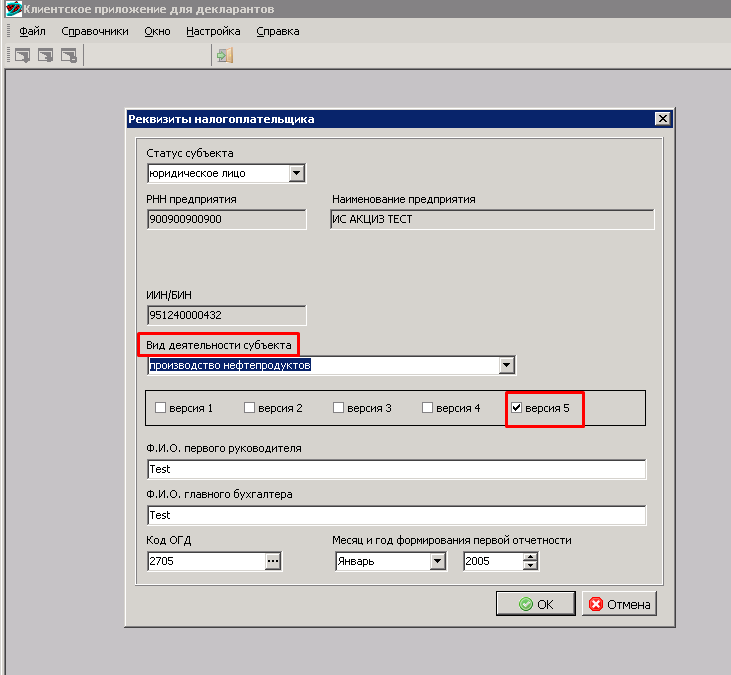 Клиентское приложение для декларантов
Файл Справочники Окно Настройка Справка
Реквизиты налогоплательщика
Статус субъекта
юридическое лицо
РНН предприятия Наименование предприятия
900900900900 ИС АКЦИЗ ТЕСТ
ИИН/БИН
951240000432
Вид деятельности субъекта
производство нефтепродуктов
версия 1 версия 2 версия 3 версия 4 версия 5
Ф.И.О. первого руководителя
Test
Ф.И.О. главного бухгалтера
Test
Код ОГД Месяц и год формирования первой отчетности
2705 ... Январь 2005
OK Отмена